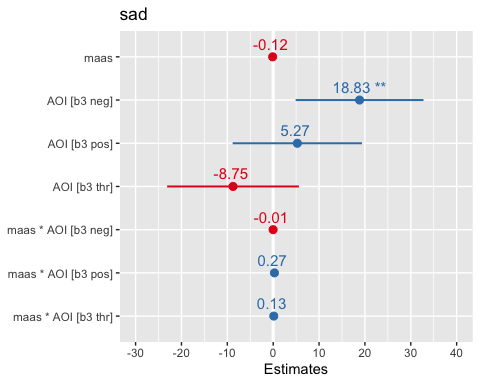 sad
maas
-0.12
AOI [b3 neg]
18.83 **
AOI [b3 pos]
5.27
AOI [b3 thr]
-8.75
maas * AOI [b3 neg]
-0.01
maas * AOI [b3 pos]
0.27
maas * AOI [b3 thr]
0.13
-30 -20 -10 0 10 20 30 40
Estimates